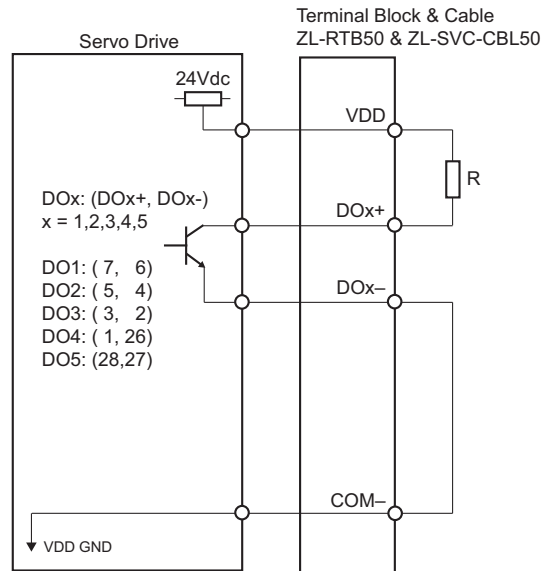 Terminal Block & Cable
ZL-RTB50 & ZL-SVC-CBL50
Servo Drive
24Vdc
VDD
R
DOx: (DOx+, DOx-)
x = 1,2,3,4,5
DOx+
DO1: ( 7, 6)
DO2: ( 5, 4)
DO3: ( 3, 2)
DO4: ( 1, 26)
DO5: (28,27)
DOx–
COM–
VDD GND